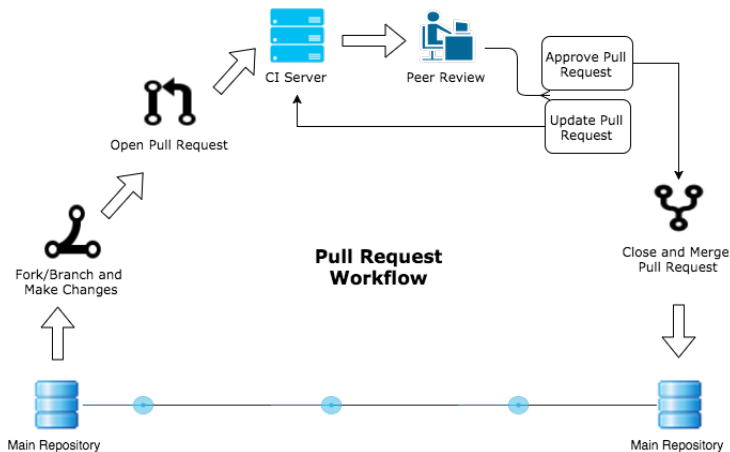 CI Server
Peer Review
Approve Pull
Request
Update Pull
Request
Open Pull Request
Fork/Branch and
Make Changes
Pull Request
Workflow
Close and Merge
Pull Request
Main Repository
Main Repository